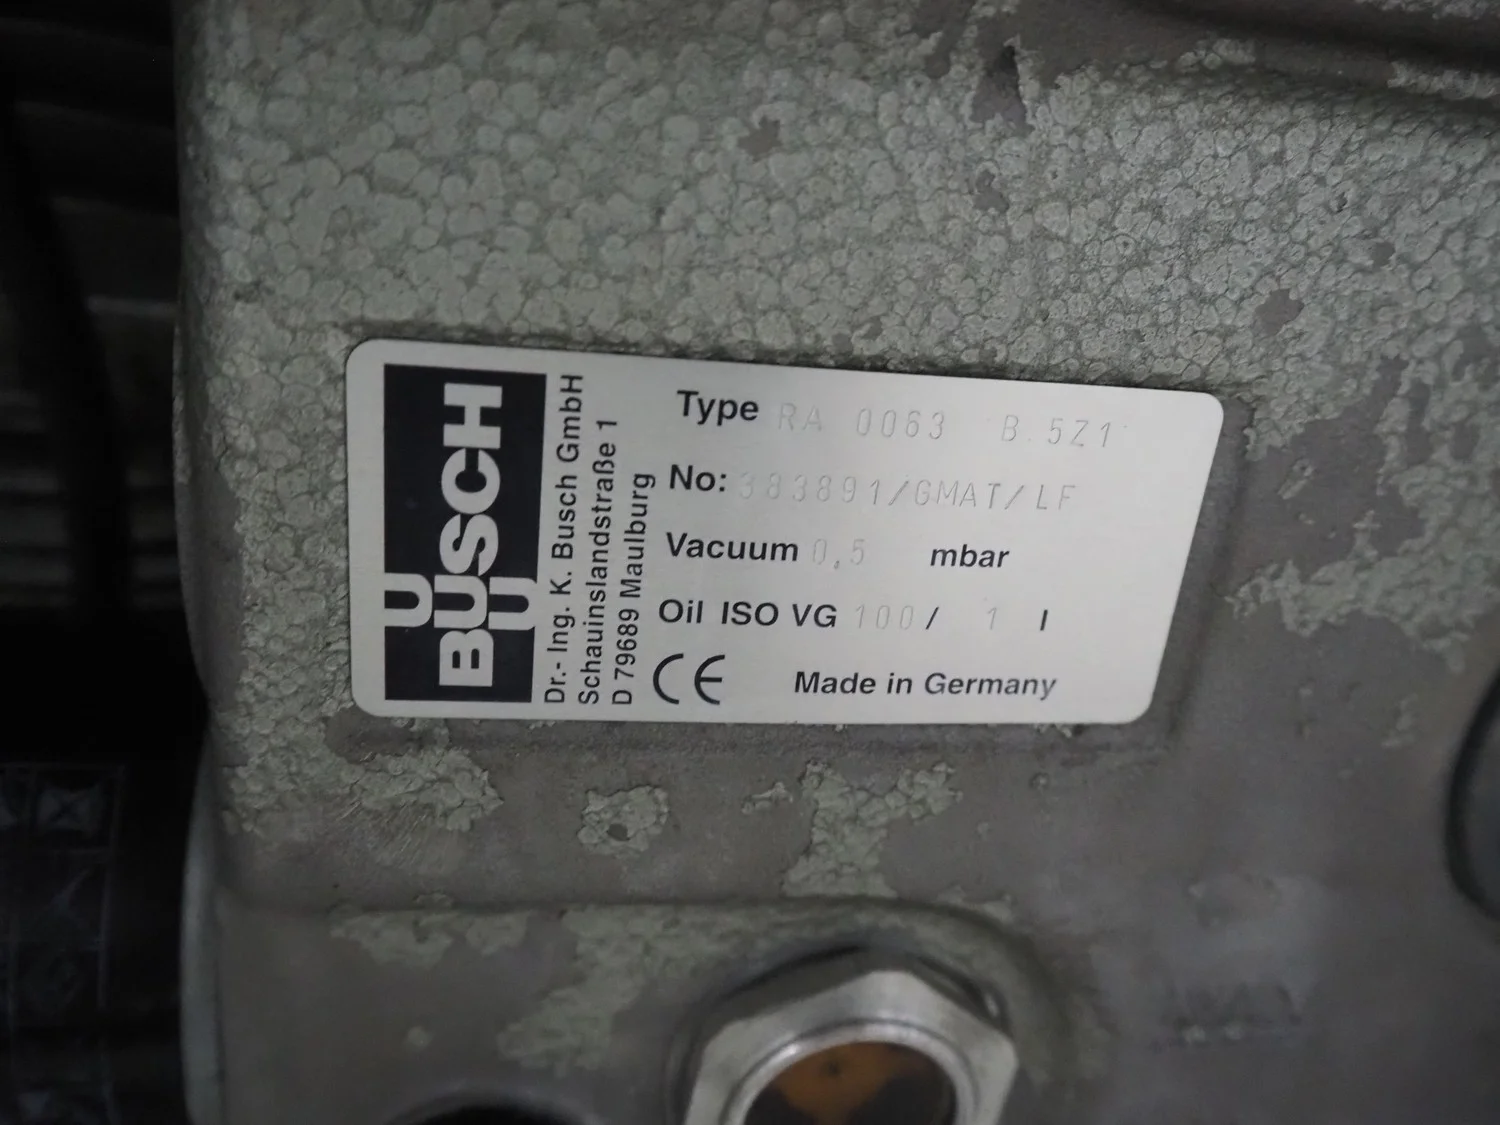 BUSCH
Dr.- Ing. K. Busch GmbH
Schauinslandstraße 1
D 79689 Maulburg
Type RA 0063 B.5Z1
No: 383891/GMAT/LF
Vacuum 0,5 mbar
Oil ISO VG 100/ 1 l
CE Made in Germany